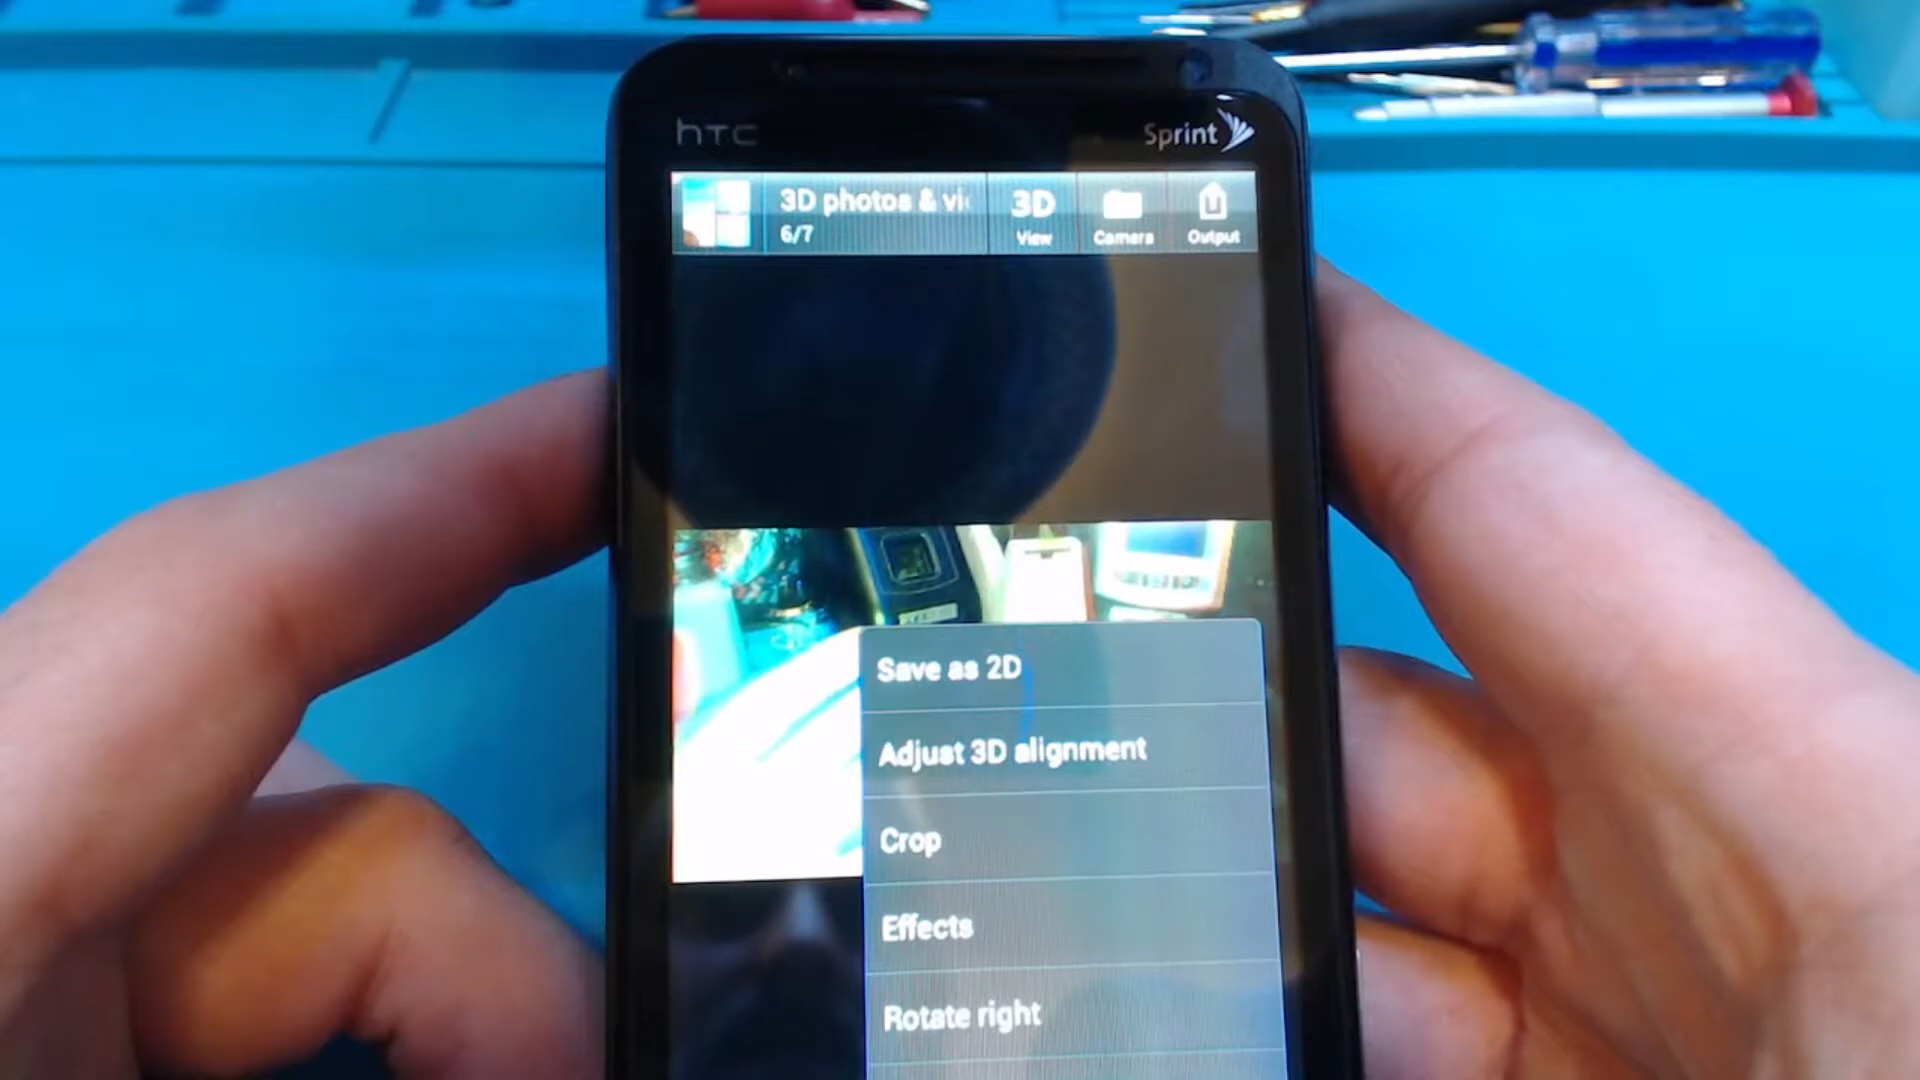 hTC
Sprint
3D photos & vi
6/7
3D
View
Camera
Output
Save as 2D
Adjust 3D alignment
Crop
Effects
Rotate right